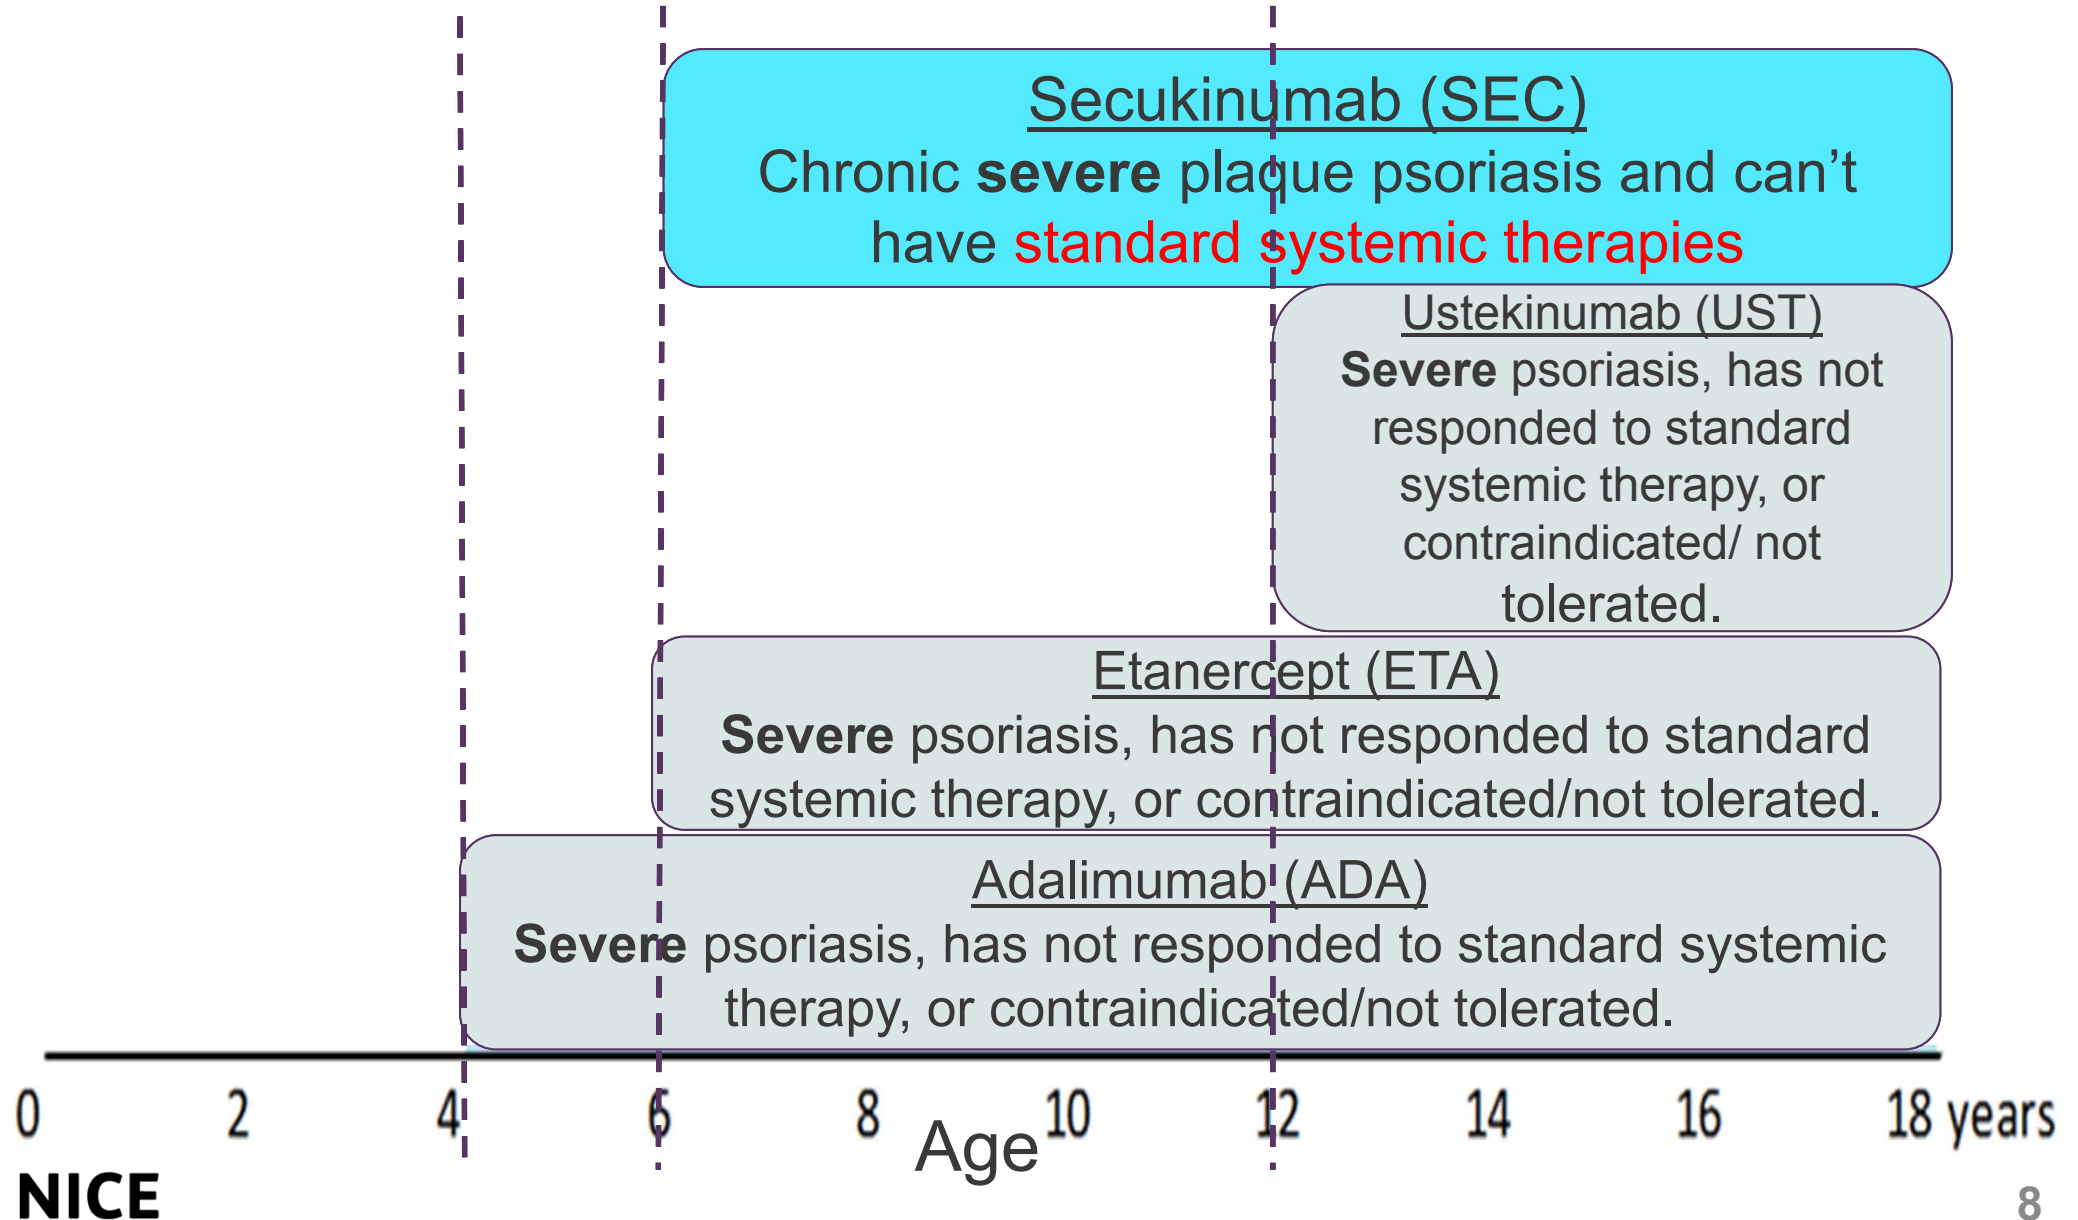 Secukinumab (SEC)
Chronic severe plaque psoriasis and can’t
have standard systemic therapies
Ustekinumab (UST)
Severe psoriasis, has not
responded to standard
systemic therapy, or
contraindicated/ not
tolerated.
Etanercept (ETA)
Severe psoriasis, has not responded to standard
systemic therapy, or contraindicated/not tolerated.
Adalimumab (ADA)
Severe psoriasis, has not responded to standard systemic
therapy, or contraindicated/not tolerated.
0 2 4 6 8 10 12 14 16 18 years
Age
NICE
8